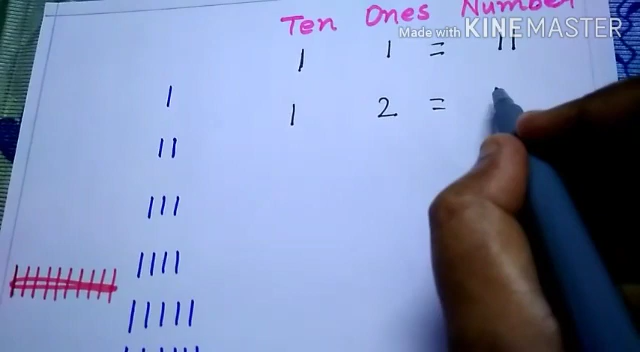 Ten Ones Number
Made with KINEMASTER
1 1 = 11
1 2 =